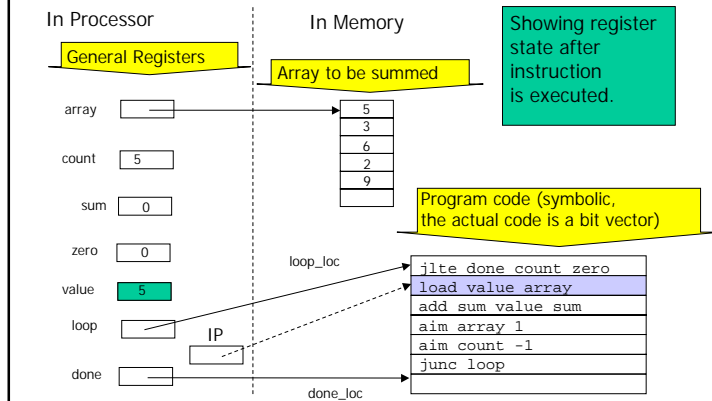 In Processor
In Memory
Showing register
state after
instruction
is executed.
General Registers
Array to be summed
array
5
3
6
2
9
count
5
sum
0
zero
0
value
5
loop
IP
done
loop_loc
done_loc
Program code (symbolic,
the actual code is a bit vector)
jlte done count zero
load value array
add sum value sum
aim array 1
aim count -1
junc loop